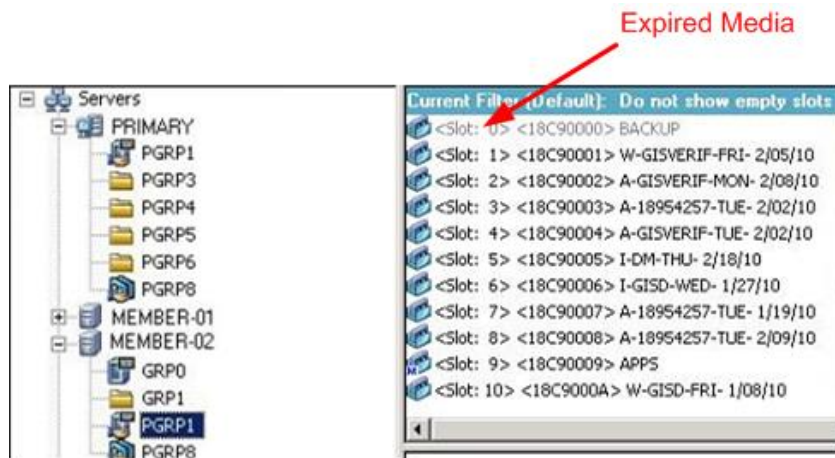 Expired Media
Servers
PRIMARY
PGRP1
PGRP3
PGRP4
PGRP5
PGRP6
PGRP8
MEMBER-01
MEMBER-02
GRP0
GRP1
PGRP1
PGRP8
Current Filter (Default): Do not show empty slots
<Slot: 0> <18C90000> BACKUP
<Slot: 1> <18C90001> W-GISVERIF-FRI- 2/05/10
<Slot: 2> <18C90002> A-GISVERIF-MON- 2/08/10
<Slot: 3> <18C90003> A-18954257-TUE- 2/02/10
<Slot: 4> <18C90004> A-GISVERIF-TUE- 2/02/10
<Slot: 5> <18C90005> I-DM-THU- 2/18/10
<Slot: 6> <18C90006> I-GISD-WED- 1/27/10
<Slot: 7> <18C90007> A-18954257-TUE- 1/19/10
<Slot: 8> <18C90008> A-18954257-TUE- 2/09/10
<Slot: 9> <18C90009> APPS
<Slot: 10> <18C9000A> W-GISD-FRI- 1/08/10